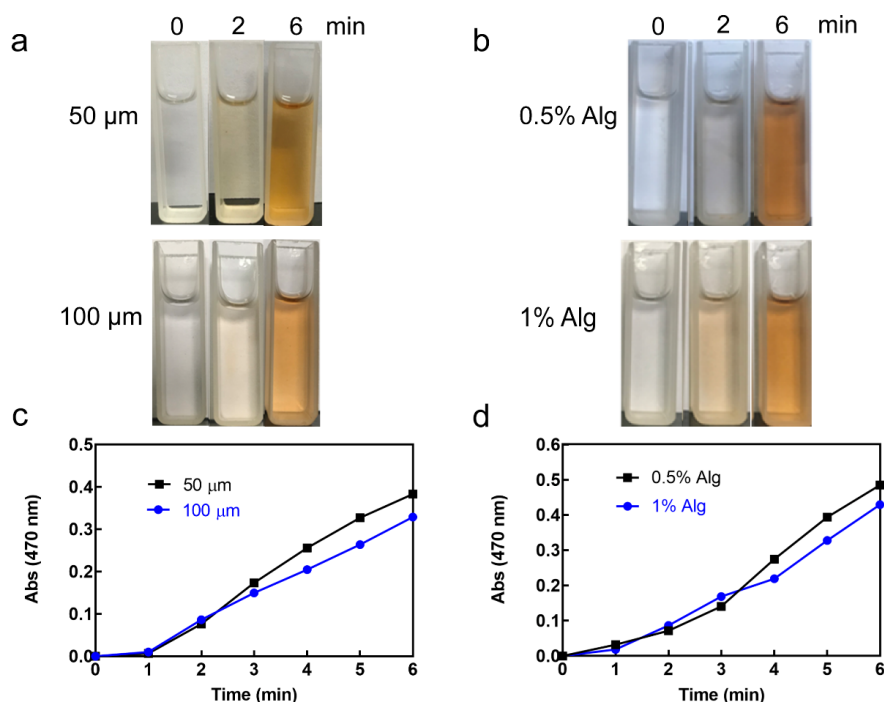 a
0 2 6 min
50 µm
100 µm
b
0 2 6 min
0.5% Alg
1% Alg
c
Abs (470 nm)
0.5
0.4
0.3
0.2
0.1
0.0
50 µm
100 µm
0 1 2 3 4 5 6
Time (min)
d
Abs (470 nm)
0.6
0.5
0.4
0.3
0.2
0.1
0.0
0.5% Alg
1% Alg
0 1 2 3 4 5 6
Time (min)